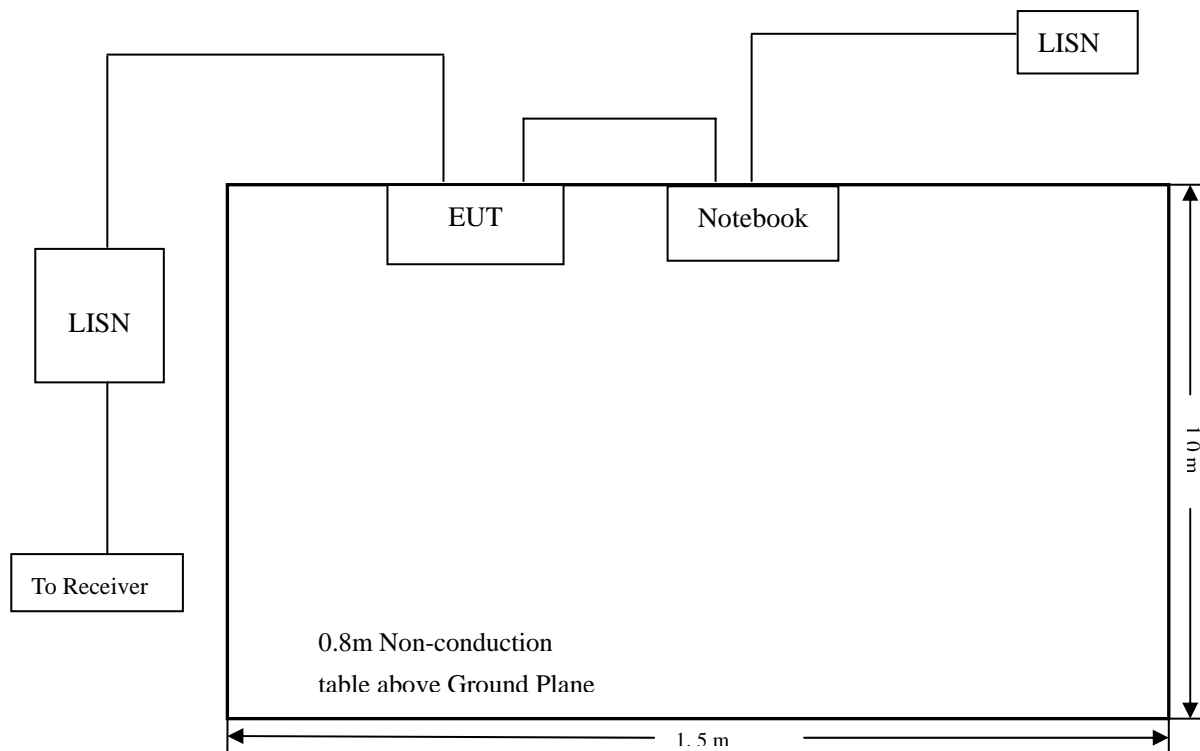 LISN
EUT
Notebook
LISN
To Receiver
0.8m Non-conduction
table above Ground Plane
1.5 m
1.0 m